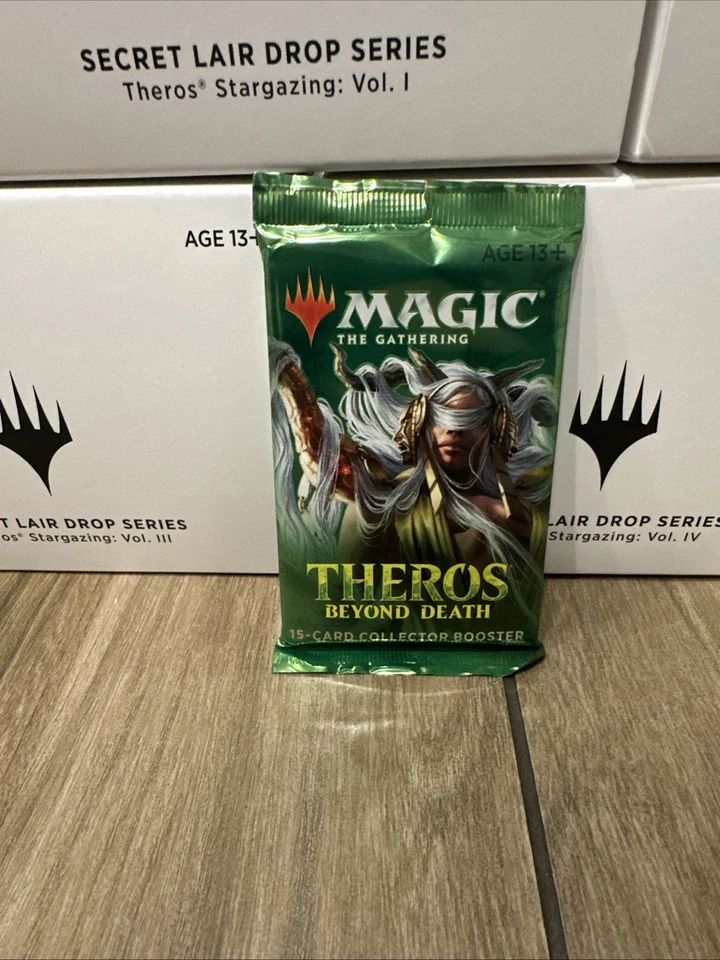 SECRET LAIR DROP SERIES
Theros® Stargazing: Vol. I
AGE 13+
AGE 13+
MAGIC®
THE GATHERING
THEROS
BEYOND DEATH
15-CARD COLLECTOR BOOSTER
T LAIR DROP SERIES
os® Stargazing: Vol. III
LAIR DROP SERIES
Stargazing: Vol. IV